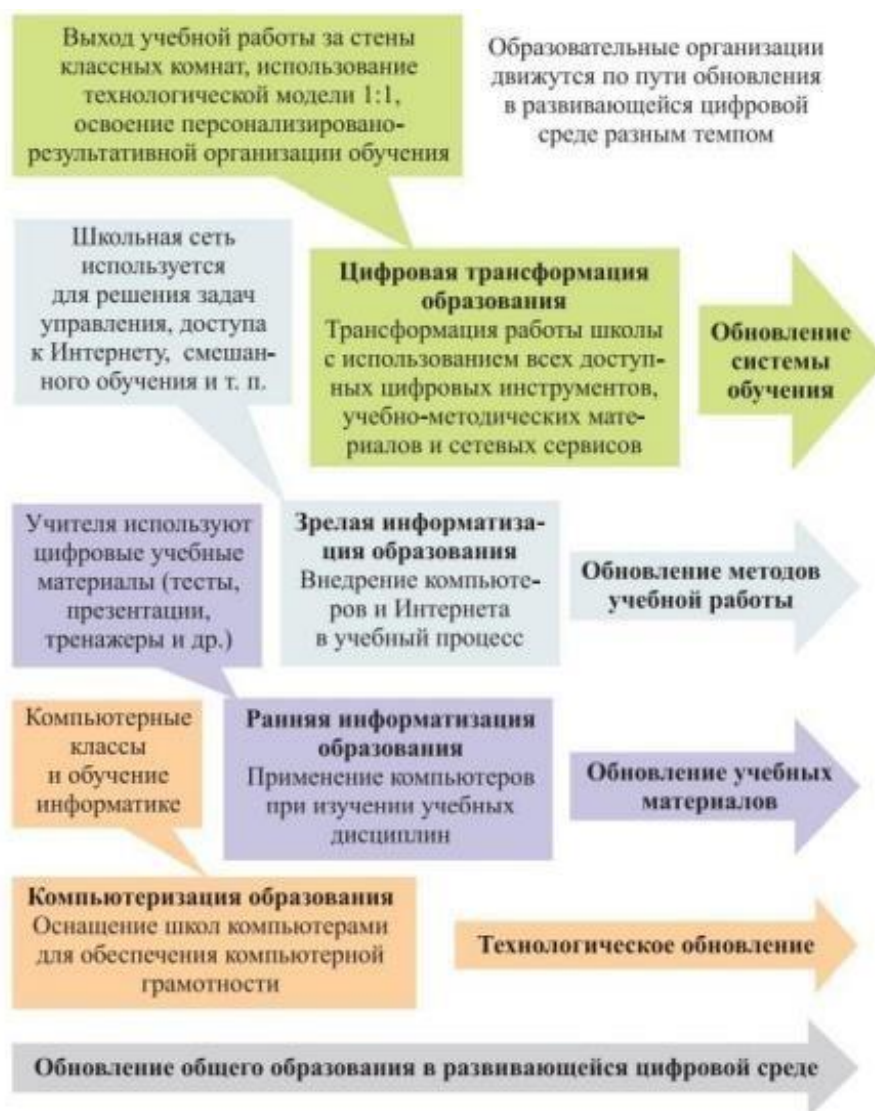 Выход учебной работы за стены
классных комнат, использование
технологической модели 1:1,
освоение персонализировано-
результативной организации обучения
Образовательные организации
движутся по пути обновления
в развивающейся цифровой
среде разным темпом
Школьная сеть
используется
для решения задач
управления, доступа
к Интернету, смешан-
ного обучения и т. п.
Цифровая трансформация
образования
Трансформация работы школы
с использованием всех доступ-
ных цифровых инструментов,
учебно-методических мате-
риалов и сетевых сервисов
Обновление
системы
обучения
Учителя используют
цифровые учебные
материалы (тесты,
презентации,
тренажеры и др.)
Зрелая информатиза-
ция образования
Внедрение компьюте-
ров и Интернета
в учебный процесс
Обновление методов
учебной работы
Компьютерные
классы
и обучение
информатике
Ранняя информатизация
образования
Применение компьютеров
при изучении учебных
дисциплин
Обновление учебных
материалов
Компьютеризация образования
Оснащение школ компьютерами
для обеспечения компьютерной
грамотности
Технологическое обновление
Обновление общего образования в развивающейся цифровой среде